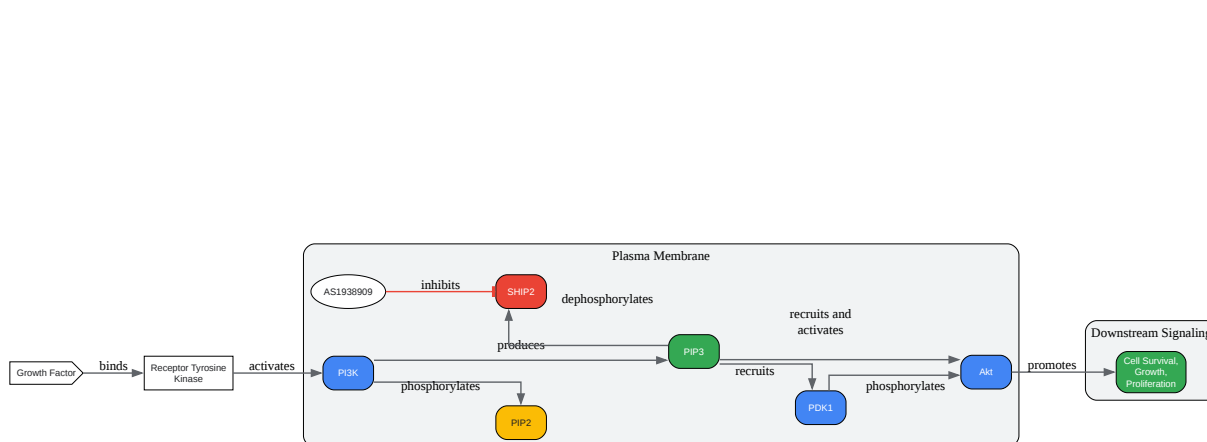 Plasma Membrane
AS1938909
inhibits
SHIP2
dephosphorylates
recruits and
activates
Growth Factor
binds
Receptor Tyrosine
Kinase
activates
PI3K
produces
phosphorylates
PIP2
PIP3
recruits
PDK1
phosphorylates
Akt
promotes
Downstream Signaling
Cell Survival,
Growth,
Proliferation